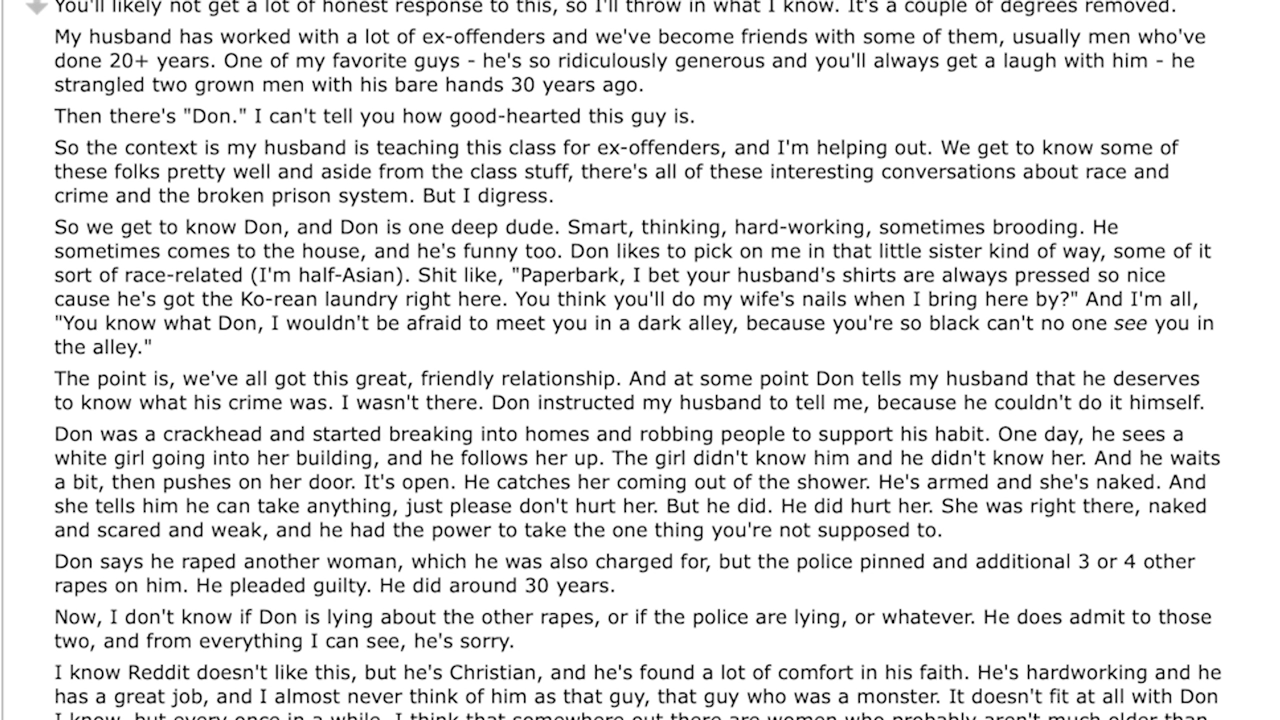 You'll likely not get a lot of honest response to this, so I'll throw in what I know. It's a couple of degrees removed.
My husband has worked with a lot of ex-offenders and we've become friends with some of them, usually men who've
done 20+ years. One of my favorite guys - he's so ridiculously generous and you'll always get a laugh with him - he
strangled two grown men with his bare hands 30 years ago.
Then there's "Don." I can't tell you how good-hearted this guy is.
So the context is my husband is teaching this class for ex-offenders, and I'm helping out. We get to know some of
these folks pretty well and aside from the class stuff, there's all of these interesting conversations about race and
crime and the broken prison system. But I digress.
So we get to know Don, and Don is one deep dude. Smart, thinking, hard-working, sometimes brooding. He
sometimes comes to the house, and he's funny too. Don likes to pick on me in that little sister kind of way, some of it
sort of race-related (I'm half-Asian). Shit like, "Paperbark, I bet your husband's shirts are always pressed so nice
cause he's got the Ko-rean laundry right here. You think you'll do my wife's nails when I bring here by?" And I'm all,
"You know what Don, I wouldn't be afraid to meet you in a dark alley, because you're so black can't no one see you in
the alley."
The point is, we've all got this great, friendly relationship. And at some point Don tells my husband that he deserves
to know what his crime was. I wasn't there. Don instructed my husband to tell me, because he couldn't do it himself.
Don was a crackhead and started breaking into homes and robbing people to support his habit. One day, he sees a
white girl going into her building, and he follows her up. The girl didn't know him and he didn't know her. And he waits
a bit, then pushes on her door. It's open. He catches her coming out of the shower. He's armed and she's naked. And
she tells him he can take anything, just please don't hurt her. But he did. He did hurt her. She was right there, naked
and scared and weak, and he had the power to take the one thing you're not supposed to.
Don says he raped another woman, which he was also charged for, but the police pinned and additional 3 or 4 other
rapes on him. He pleaded guilty. He did around 30 years.
Now, I don't know if Don is lying about the other rapes, or if the police are lying, or whatever. He does admit to those
two, and from everything I can see, he's sorry.
I know Reddit doesn't like this, but he's Christian, and he's found a lot of comfort in his faith. He's hardworking and he
has a great job, and I almost never think of him as that guy, that guy who was a monster. It doesn't fit at all with Don
I know, but every once in a while, I think that somewhere out there are women who probably aren't much older than